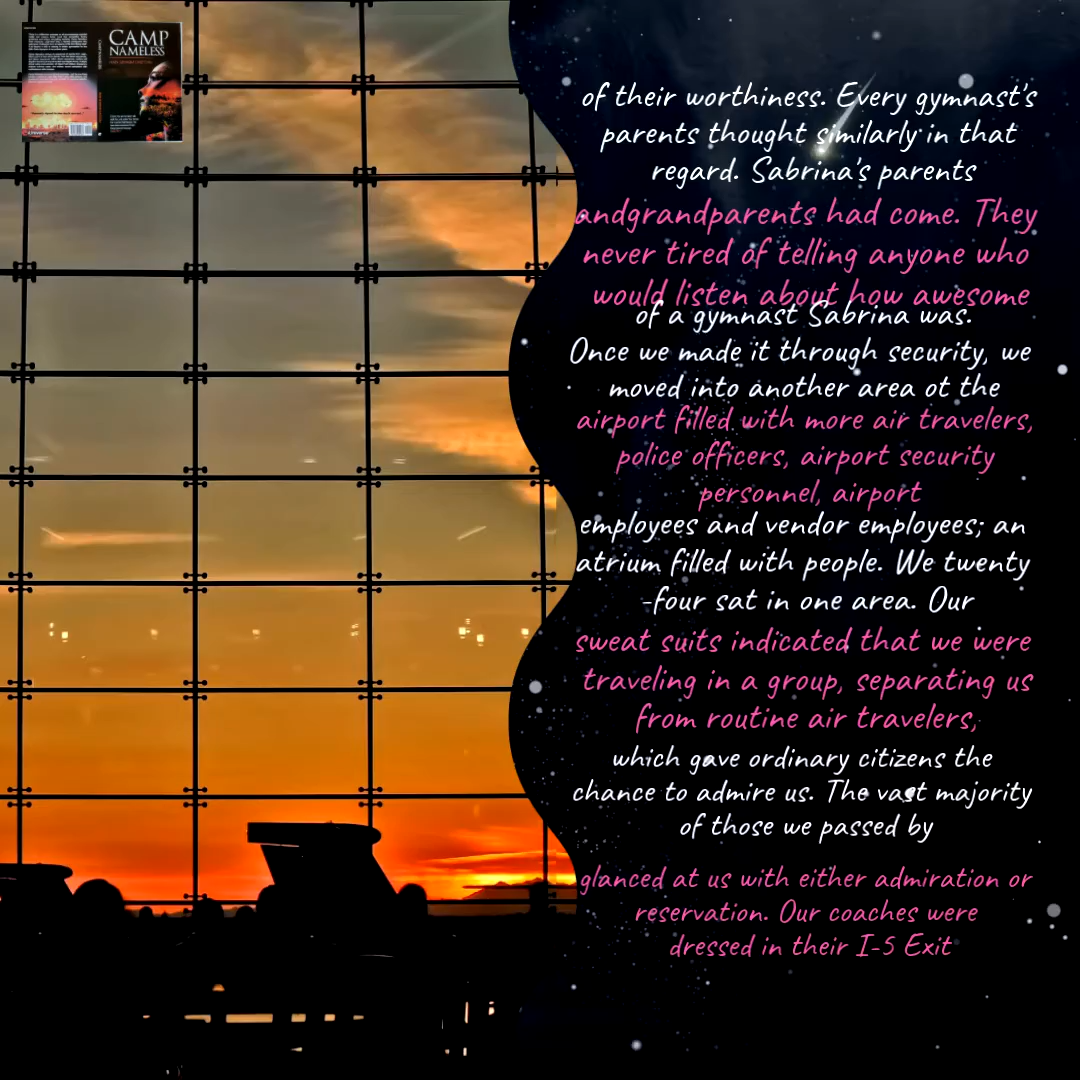 CAMP
NAMELESS
of their worthiness. Every gymnast's
parents thought similarly in that
regard. Sabrina's parents
andgrandparents had come. They
never tired of telling anyone who
would listen about how awesome
of a gymnast Sabrina was.
Once we made it through security, we
moved into another area ot the
airport filled with more air travelers,
police officers, airport security
personnel, airport
employees and vendor employees; an
atrium filled with people. We twenty
-four sat in one area. Our
sweat suits indicated that we were
traveling in a group, separating us
from routine air travelers,
which gave ordinary citizens the
chance to admire us. The vast majority
of those we passed by
glanced at us with either admiration or
reservation. Our coaches were
dressed in their I-5 Exit